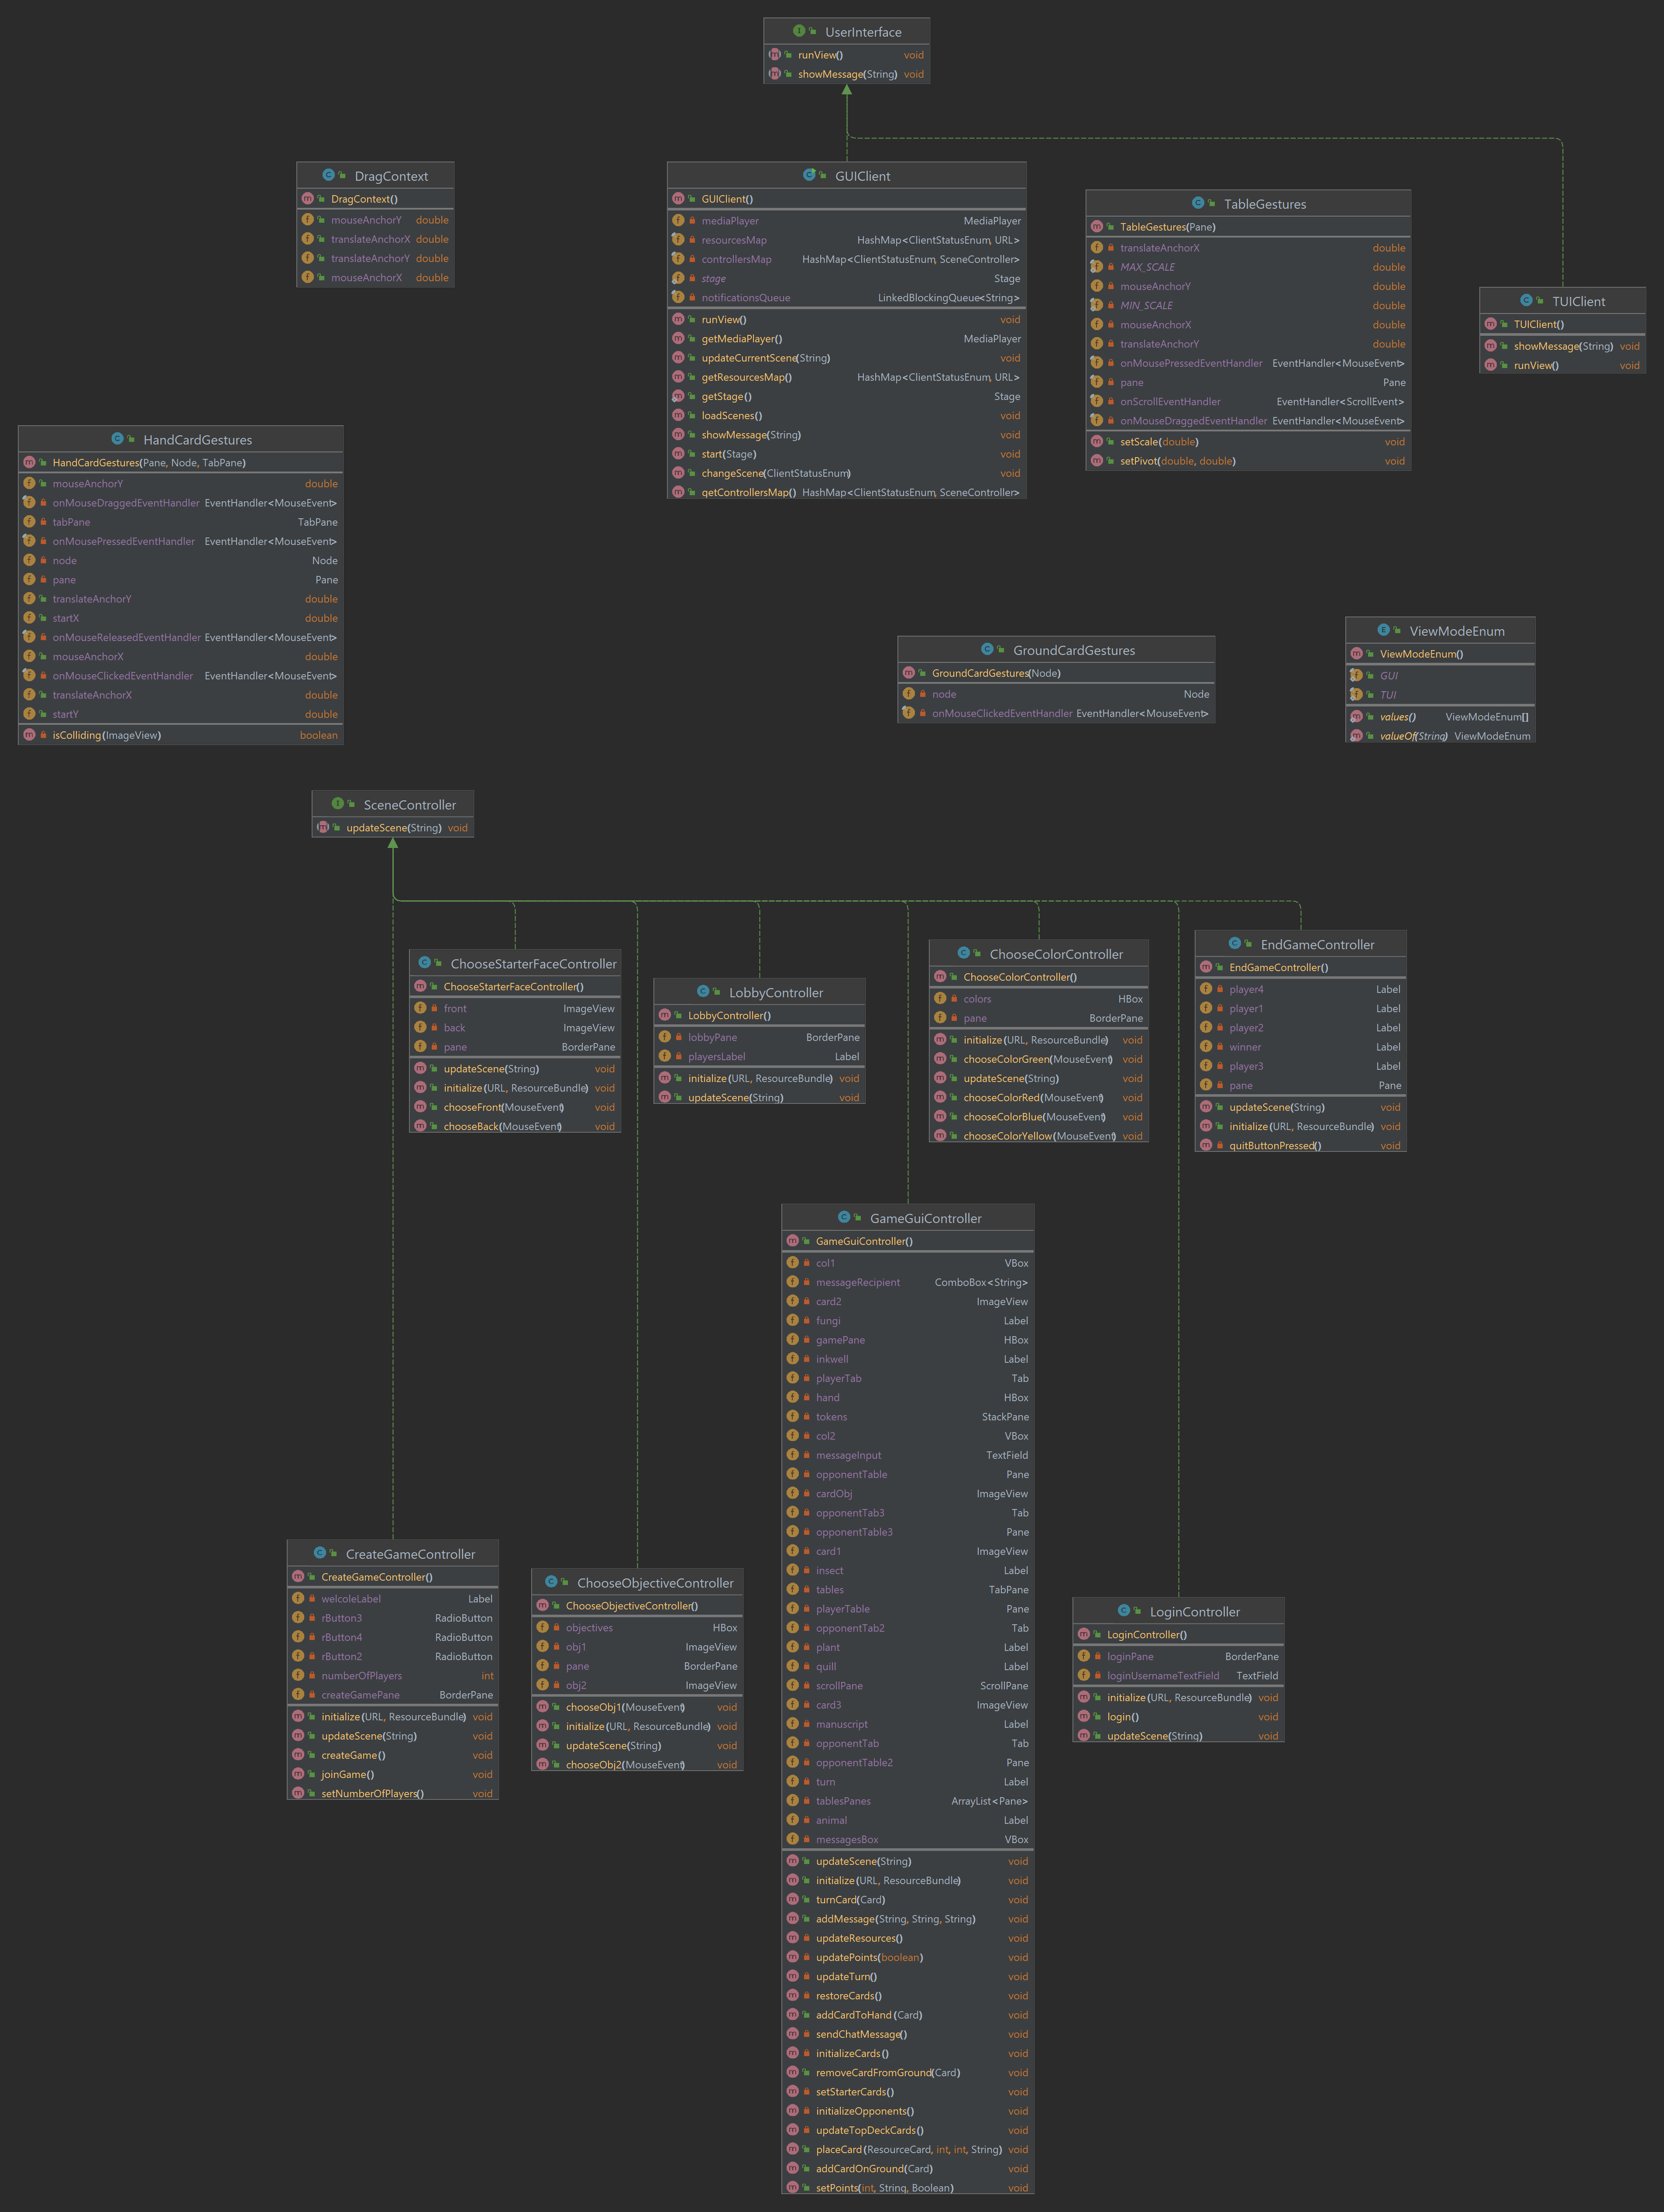 UserInterface
runView() void
showMessage(String) void
DragContext
DragContext()
mouseAnchorY double
translateAnchorX double
translateAnchorY double
mouseAnchorX double
GUIClient
GUIClient()
mediaPlayer MediaPlayer
resourcesMap HashMap<ClientStatusEnum, URL>
controllersMap HashMap<ClientStatusEnum, SceneController>
stage Stage
notificationsQueue LinkedBlockingQueue<String>
runView() void
getMediaPlayer() MediaPlayer
updateCurrentScene(String) void
getResourcesMap() HashMap<ClientStatusEnum, URL>
getStage() Stage
loadScenes() void
showMessage(String) void
start(Stage) void
changeScene(ClientStatusEnum) void
getControllersMap() HashMap<ClientStatusEnum, SceneController>
TableGestures
TableGestures(Pane)
translateAnchorX double
MAX_SCALE double
mouseAnchorY double
MIN_SCALE double
mouseAnchorX double
translateAnchorY double
onMousePressedEventHandler EventHandler<MouseEvent>
pane Pane
onScrollEventHandler EventHandler<ScrollEvent>
onMouseDraggedEventHandler EventHandler<MouseEvent>
setScale(double) void
setPivot(double, double) void
TUIClient
TUIClient()
showMessage(String) void
runView() void
HandCardGestures
HandCardGestures(Pane, Node, TabPane)
mouseAnchorY double
onMouseDraggedEventHandler EventHandler<MouseEvent>
tabPane TabPane
onMousePressedEventHandler EventHandler<MouseEvent>
node Node
pane Pane
translateAnchorY double
startX double
onMouseReleasedEventHandler EventHandler<MouseEvent>
mouseAnchorX double
onMouseClickedEventHandler EventHandler<MouseEvent>
translateAnchorX double
startY double
isColliding(ImageView) boolean
GroundCardGestures
GroundCardGestures(Node)
node Node
onMouseClickedEventHandler EventHandler<MouseEvent>
ViewModeEnum
ViewModeEnum()
GUI
TUI
values() ViewModeEnum[]
valueOf(String) ViewModeEnum
SceneController
updateScene(String) void
ChooseStarterFaceController
ChooseStarterFaceController()
front ImageView
back ImageView
pane BorderPane
updateScene(String) void
initialize(URL, ResourceBundle) void
chooseFront(MouseEvent) void
chooseBack(MouseEvent) void
LobbyController
LobbyController()
lobbyPane BorderPane
playersLabel Label
initialize(URL, ResourceBundle) void
updateScene(String) void
ChooseColorController
ChooseColorController()
colors HBox
pane BorderPane
initialize(URL, ResourceBundle) void
chooseColorGreen(MouseEvent) void
updateScene(String) void
chooseColorRed(MouseEvent) void
chooseColorBlue(MouseEvent) void
chooseColorYellow(MouseEvent) void
EndGameController
EndGameController()
player4 Label
player1 Label
player2 Label
winner Label
player3 Label
pane Pane
updateScene(String) void
initialize(URL, ResourceBundle) void
quitButtonPressed() void
GameGuiController
GameGuiController()
col1 VBox
messageRecipient ComboBox<String>
card2 ImageView
fungi Label
gamePane HBox
inkwell Label
playerTab Tab
hand HBox
tokens StackPane
col2 VBox
messageInput TextField
opponentTable Pane
cardObj ImageView
opponentTab3 Tab
opponentTable3 Pane
card1 ImageView
insect Label
tables TabPane
playerTable Pane
opponentTab2 Tab
plant Label
quill Label
scrollPane ScrollPane
card3 ImageView
manuscript Label
opponentTab Tab
opponentTable2 Pane
turn Label
tablesPanes ArrayList<Pane>
animal Label
messagesBox VBox
updateScene(String) void
initialize(URL, ResourceBundle) void
turnCard(Card) void
addMessage(String, String, String) void
updateResources() void
updatePoints(boolean) void
updateTurn() void
restoreCards() void
addCardToHand(Card) void
sendChatMessage() void
initializeCards() void
removeCardFromGround(Card) void
setStarterCards() void
initializeOpponents() void
updateTopDeckCards() void
placeCard(ResourceCard, int, int, String) void
addCardOnGround(Card) void
setPoints(int, String, Boolean) void
CreateGameController
CreateGameController()
welcoleLabel Label
rButton3 RadioButton
rButton4 RadioButton
rButton2 RadioButton
numberOfPlayers int
createGamePane BorderPane
initialize(URL, ResourceBundle) void
updateScene(String) void
createGame() void
joinGame() void
setNumberOfPlayers() void
ChooseObjectiveController
ChooseObjectiveController()
objectives HBox
obj1 ImageView
pane BorderPane
obj2 ImageView
chooseObj1(MouseEvent) void
initialize(URL, ResourceBundle) void
updateScene(String) void
chooseObj2(MouseEvent) void
LoginController
LoginController()
loginPane BorderPane
loginUsernameTextField TextField
initialize(URL, ResourceBundle) void
login() void
updateScene(String) void